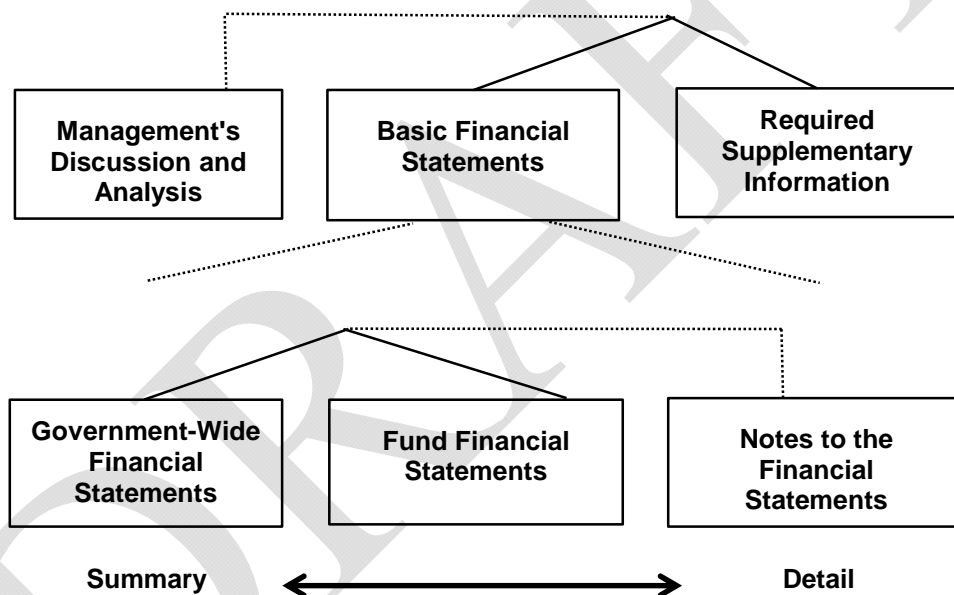 Management's
Discussion and
Analysis
Basic Financial
Statements
Required
Supplementary
Information
Government-Wide
Financial
Statements
Fund Financial
Statements
Notes to the
Financial
Statements
Summary
Detail
DRAFT